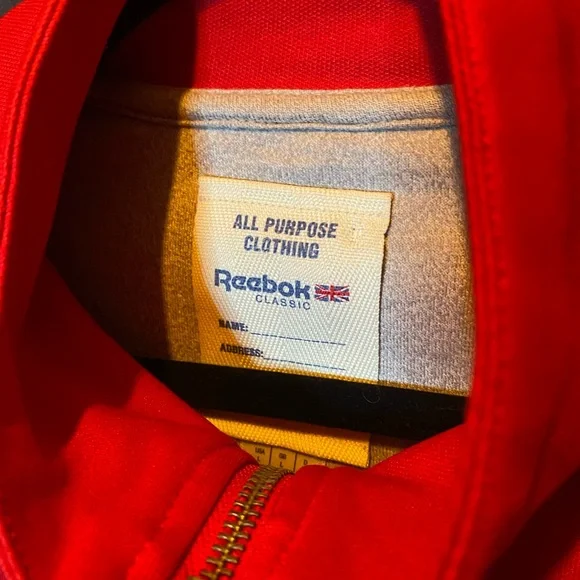 ALL PURPOSE
CLOTHING
Reebok
CLASSIC
NAME:
ADDRESS: